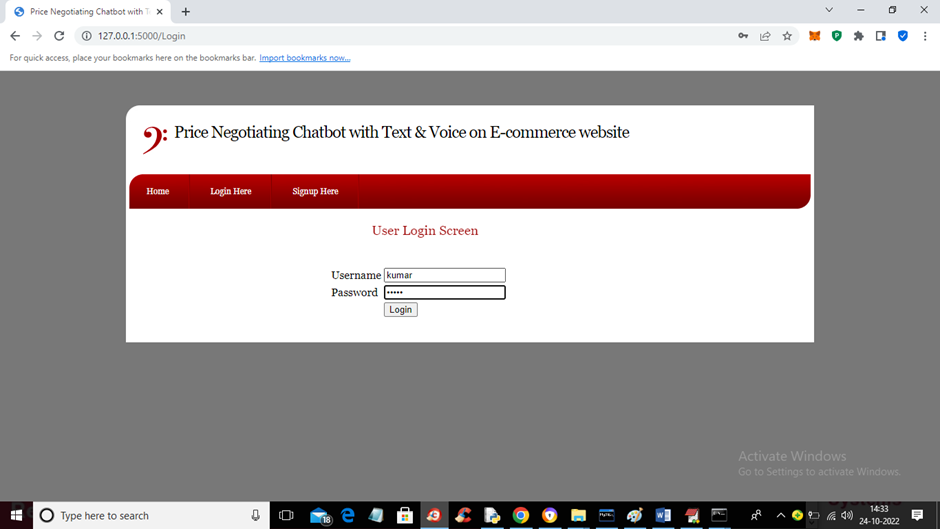 Price Negotiating Chatbot with T
127.0.0.1:5000/Login
For quick access, place your bookmarks here on the bookmarks bar. Import bookmarks now...
Price Negotiating Chatbot with Text & Voice on E-commerce website
Home Login Here Signup Here
User Login Screen
Username kumar
Password •••••
Login
Activate Windows
Go to Settings to activate Windows.
Type here to search
18
14:33
24-10-2022